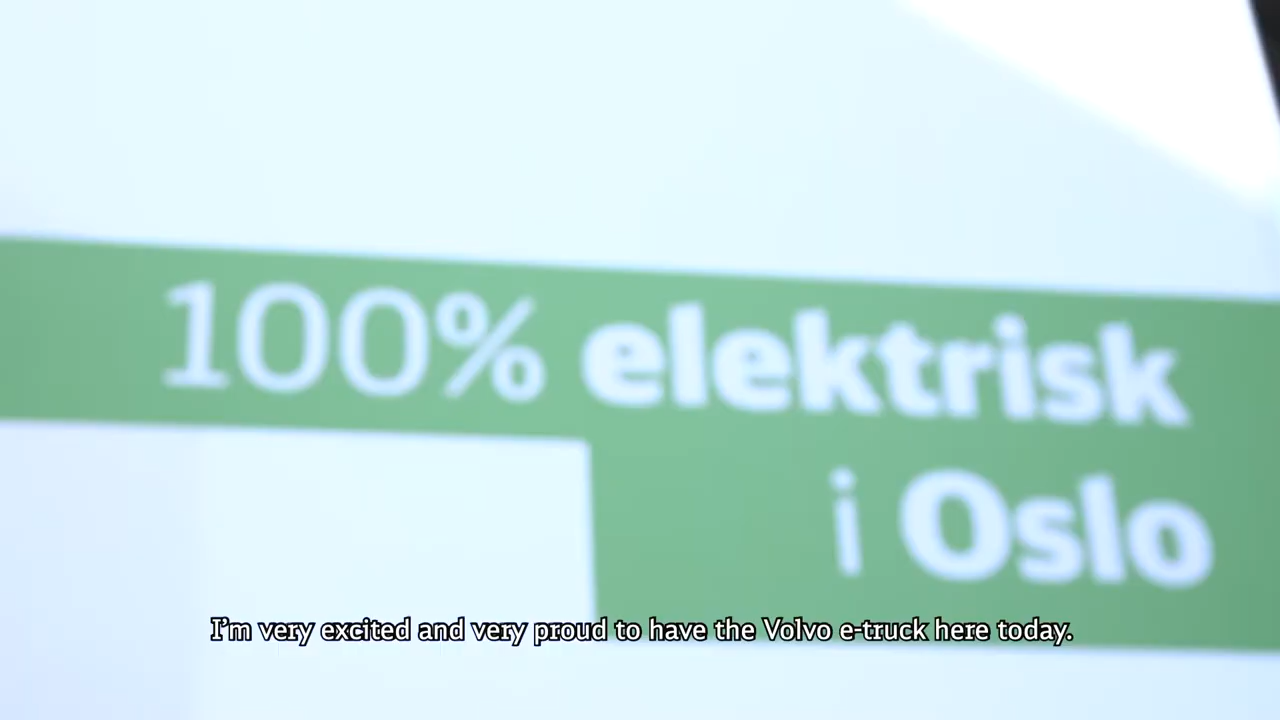 100% elektrisk
i Oslo
I'm very excited and very proud to have the Volvo e-truck here today.